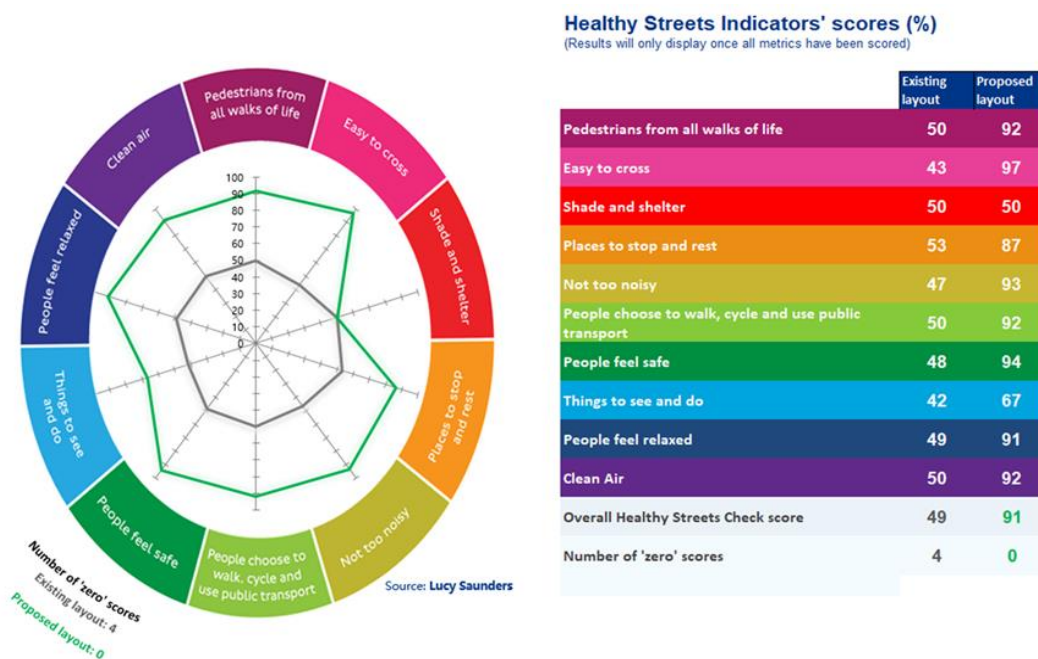 Pedestrians from
all walks of life
Easy to cross
Shade and shelter
Places to stop
and rest
Not too noisy
People choose to
walk, cycle and
use public transport
People feel safe
Things to see
and do
People feel relaxed
Clean air
100
90
80
70
60
50
40
30
20
10
0
Number of 'zero' scores
Existing layout: 4
Proposed layout: 0
Source: Lucy Saunders
Healthy Streets Indicators' scores (%)
(Results will only display once all metrics have been scored)
Existing layout Proposed layout
Pedestrians from all walks of life 50 92
Easy to cross 43 97
Shade and shelter 50 50
Places to stop and rest 53 87
Not too noisy 47 93
People choose to walk, cycle and use public
transport 50 92
People feel safe 48 94
Things to see and do 42 67
People feel relaxed 49 91
Clean Air 50 92
Overall Healthy Streets Check score 49 91
Number of 'zero' scores 4 0